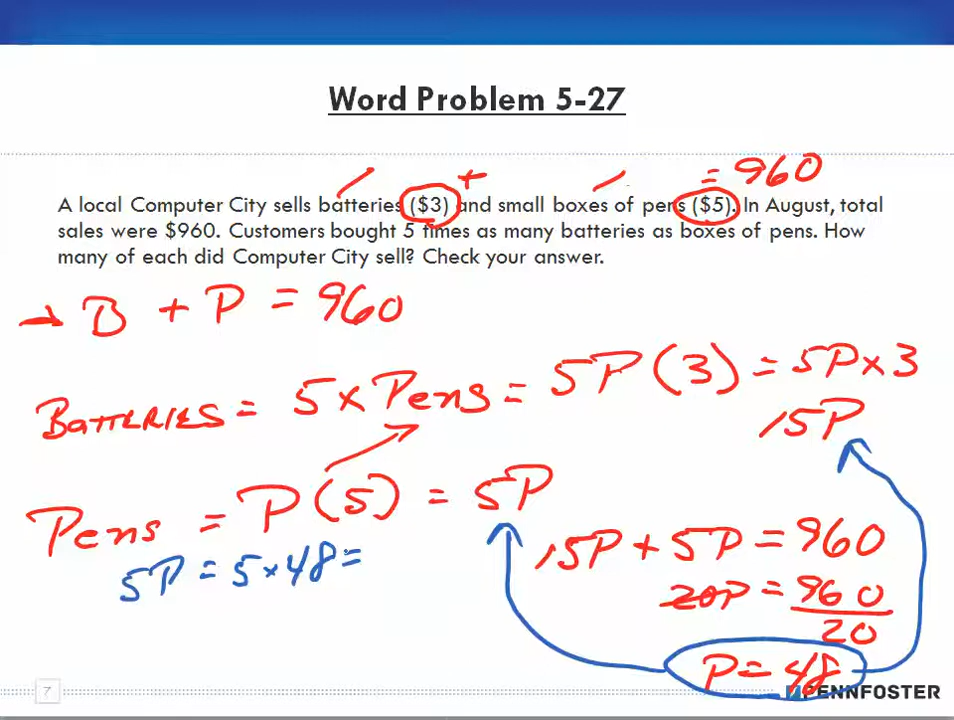 Word Problem 5-27
= 960
+
A local Computer City sells batteries ($3) and small boxes of pens ($5). In August, total
sales were $960. Customers bought 5 times as many batteries as boxes of pens. How
many of each did Computer City sell? Check your answer.
B + P = 960
BATTERIES = 5 x Pens = 5P (3) = 5P x 3
15P
Pens = P (5) = 5P
5P = 5 x 48 =
15P + 5P = 960
20P = 960
20
P = 48
7
PENNFOSTER